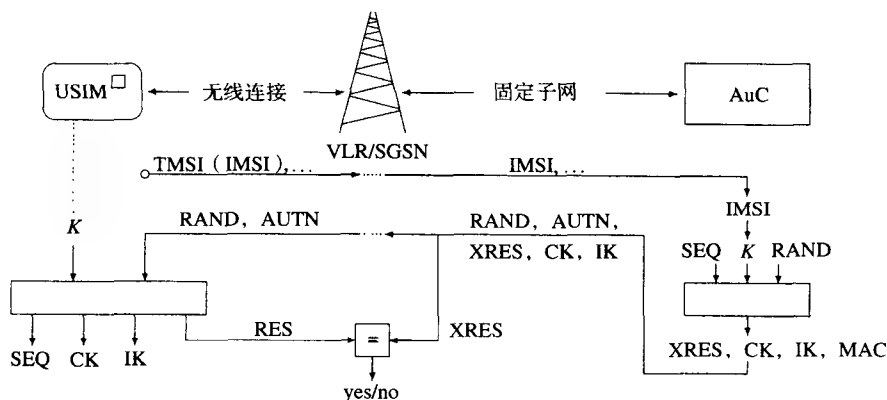 USIM
无线连接
固定子网
AuC
VLR/SGSN
TMSI（IMSI）,…
IMSI, …
IMSI
K
RAND，AUTN
RAND，AUTN，
XRES，CK，IK
SEQ K RAND
RES
=
XRES
SEQ CK IK
XRES，CK，IK，MAC
yes/no